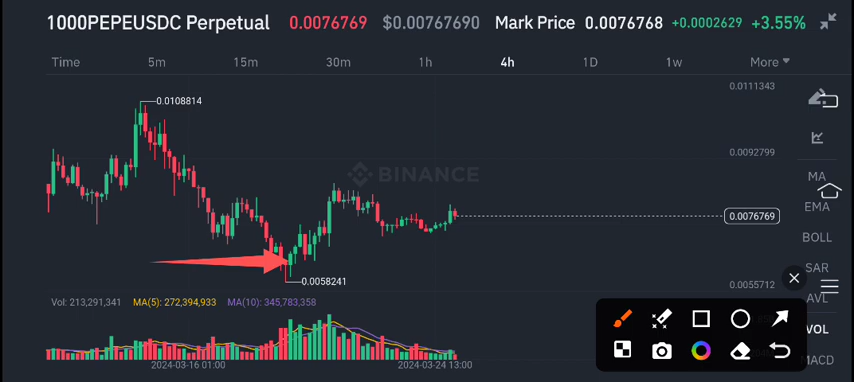 1000PEPEUSDC Perpetual 0.0076769 $0.00767690 Mark Price 0.0076768 +0.0002629 +3.55%
Time 5m 15m 30m 1h 4h 1D 1w More
0.0111343
0.0108814
0.0092799
BINANCE
MA
EMA
0.0076769
BOLL
SAR
0.0058241
0.0055712
AVL
Vol: 213,291,341 MA(5): 272,394,933 MA(10): 345,783,358
VOL
MACD
2024-03-16 01:00 2024-03-24 13:00